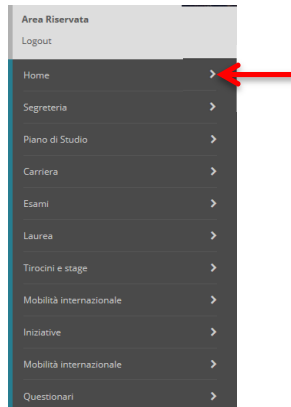 Area Riservata
Logout
Home
Segreteria
Piano di Studio
Carriera
Esami
Laurea
Tirocini e stage
Mobilità internazionale
Iniziative
Mobilità internazionale
Questionari